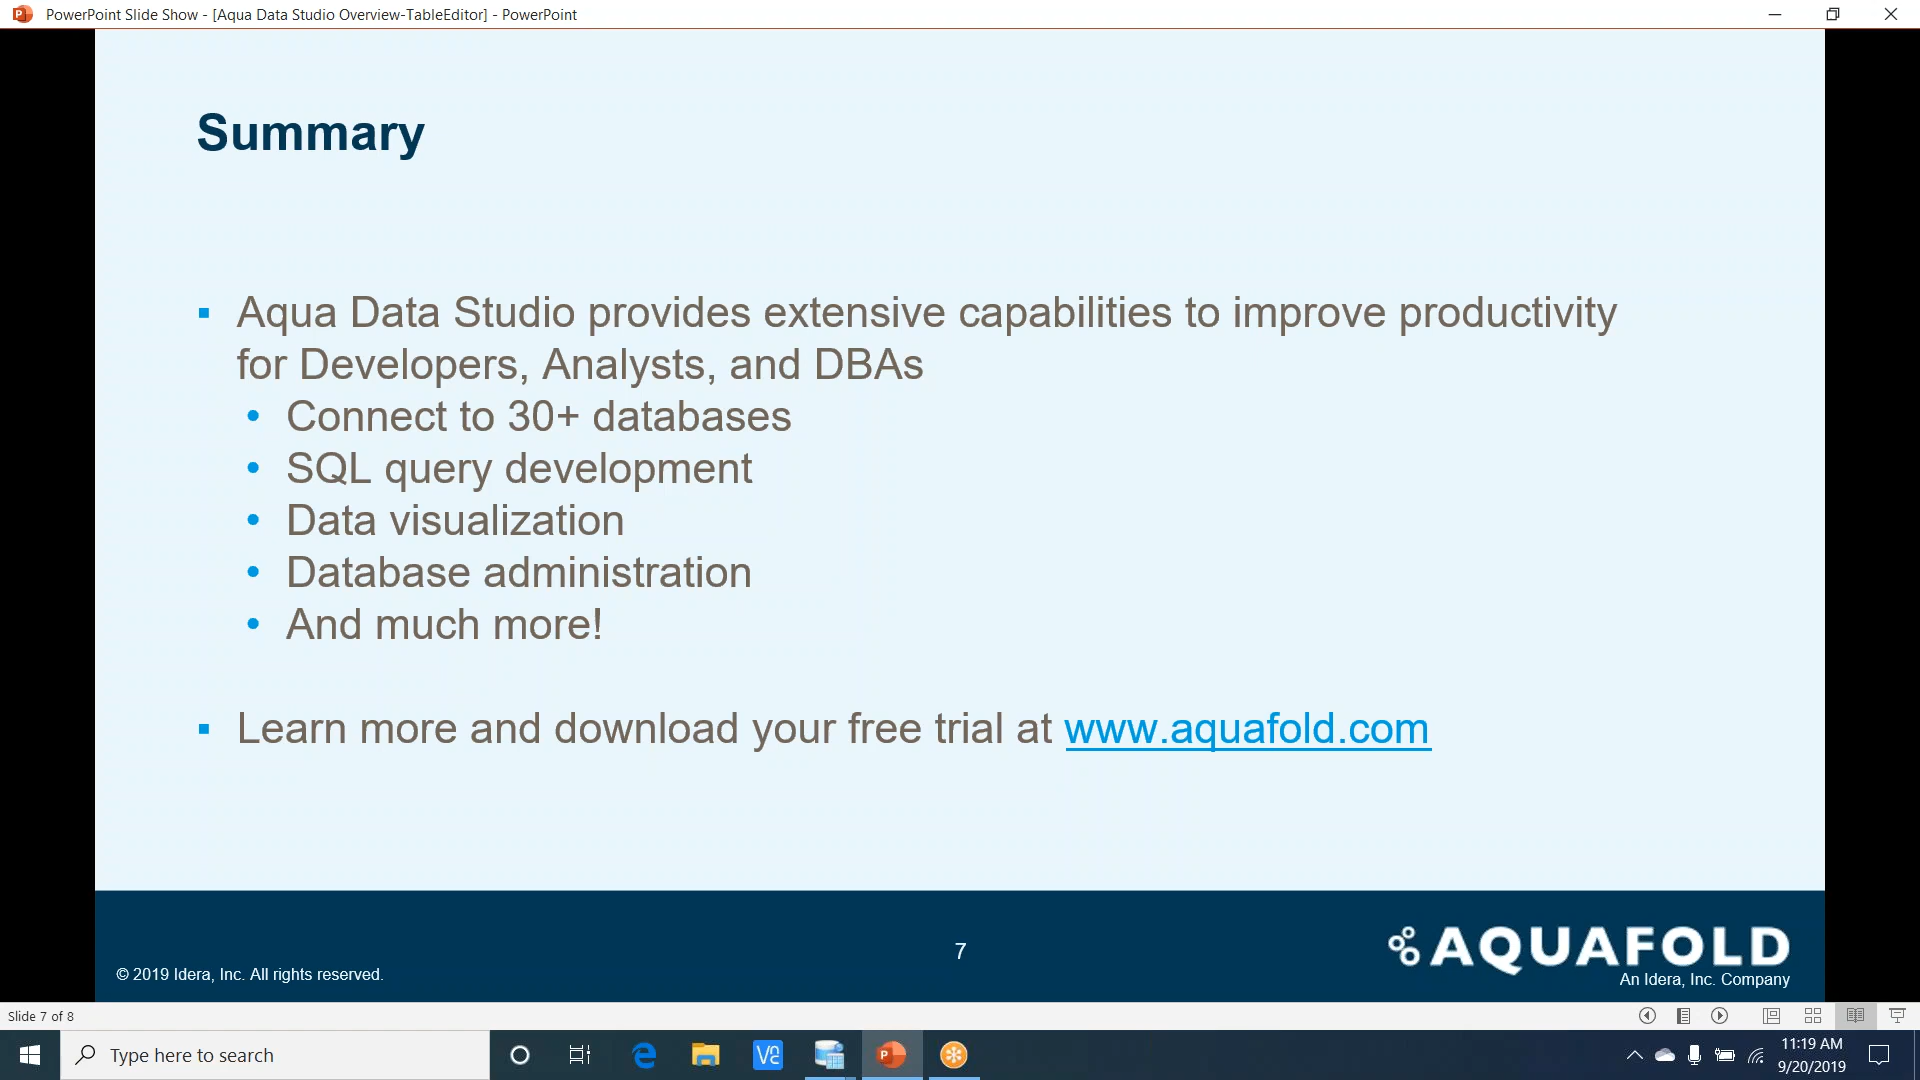 PowerPoint Slide Show - [Aqua Data Studio Overview-TableEditor] - PowerPoint
Summary
▪ Aqua Data Studio provides extensive capabilities to improve productivity
for Developers, Analysts, and DBAs
• Connect to 30+ databases
• SQL query development
• Data visualization
• Database administration
• And much more!
▪ Learn more and download your free trial at www.aquafold.com
7
AQUAFOLD
An Idera, Inc. Company
© 2019 Idera, Inc. All rights reserved.
Slide 7 of 8
Type here to search
11:19 AM
9/20/2019